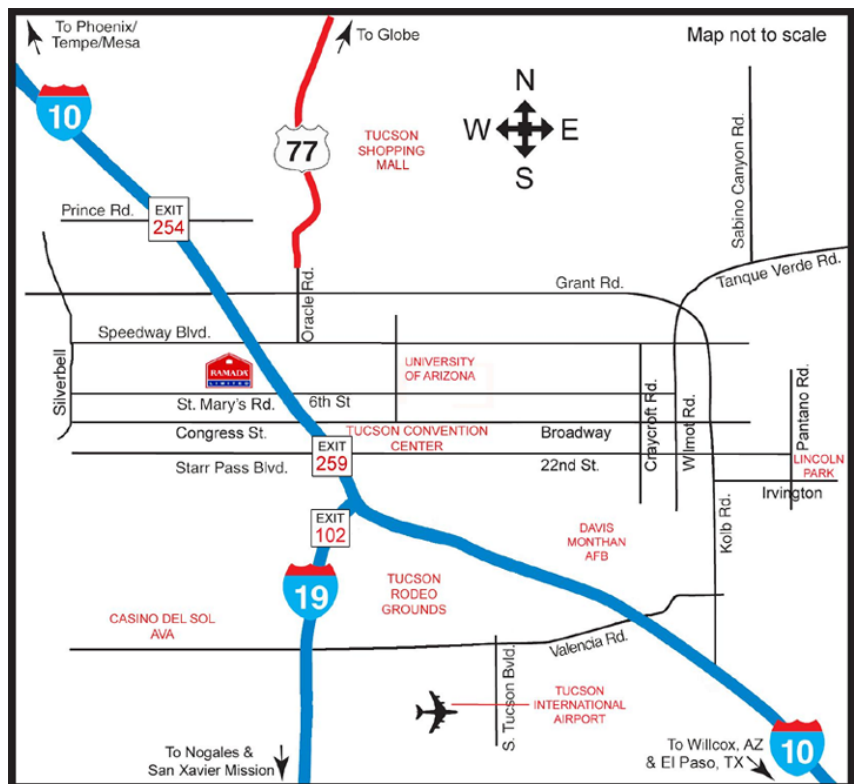 To Phoenix/
Tempe/Mesa
To Globe
Map not to scale
10
77
TUCSON
SHOPPING
MALL
N
W E
S
Sabino Canyon Rd.
Prince Rd.
EXIT
254
Tanque Verde Rd.
Grant Rd.
Oracle Rd.
Speedway Blvd.
Silverbell
RAMADA
LIMITED
UNIVERSITY
OF ARIZONA
St. Mary's Rd.
6th St
Craycroft Rd.
Wilmot Rd.
Pantano Rd.
Congress St.
TUCSON CONVENTION
CENTER
Broadway
EXIT
259
Starr Pass Blvd.
22nd St.
LINCOLN
PARK
Irvington
Kolb Rd.
EXIT
102
DAVIS
MONTHAN
AFB
19
TUCSON
RODEO
GROUNDS
CASINO DEL SOL
AVA
Valencia Rd.
S. Tucson Bvld.
TUCSON
INTERNATIONAL
AIRPORT
To Nogales &
San Xavier Mission
To Willcox, AZ
& El Paso, TX
10